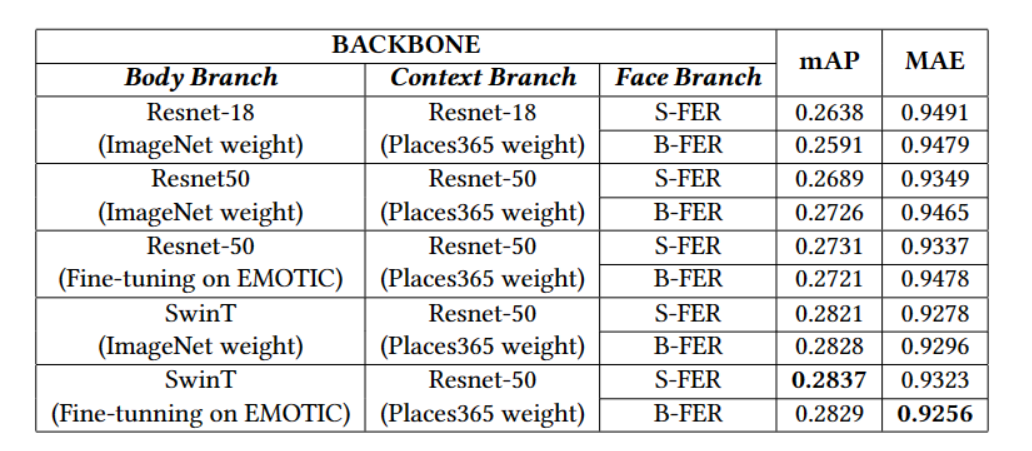 BACKBONE mAP MAE
Body Branch Context Branch Face Branch
Resnet-18 Resnet-18 S-FER 0.2638 0.9491
(ImageNet weight) (Places365 weight) B-FER 0.2591 0.9479
Resnet50 Resnet-50 S-FER 0.2689 0.9349
(ImageNet weight) (Places365 weight) B-FER 0.2726 0.9465
Resnet-50 Resnet-50 S-FER 0.2731 0.9337
(Fine-tuning on EMOTIC) (Places365 weight) B-FER 0.2721 0.9478
SwinT Resnet-50 S-FER 0.2821 0.9278
(ImageNet weight) (Places365 weight) B-FER 0.2828 0.9296
SwinT Resnet-50 S-FER 0.2837 0.9323
(Fine-tunning on EMOTIC) (Places365 weight) B-FER 0.2829 0.9256